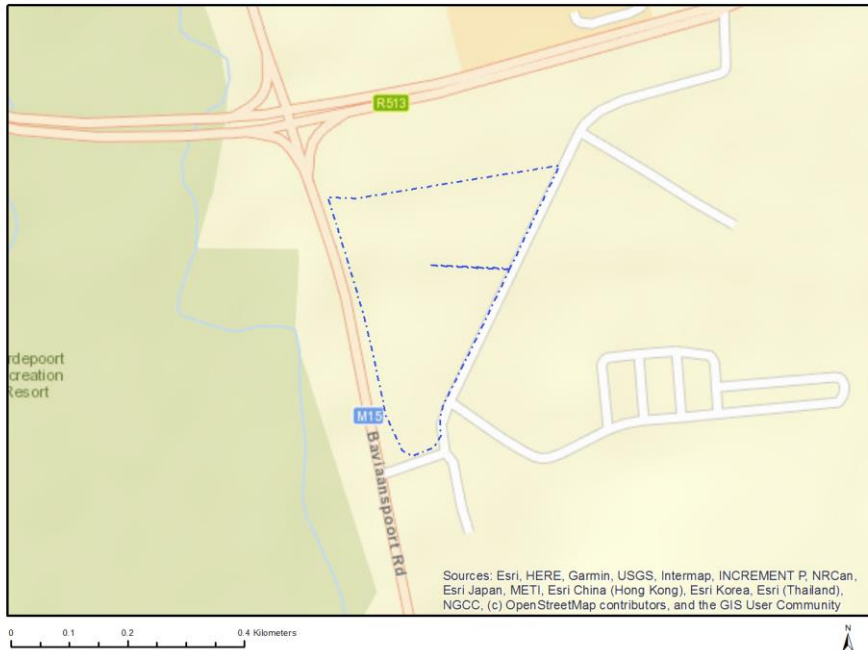 R513
rdepoort
creation
Resort
M15
Baviaanspoort Rd
Sources: Esri, HERE, Garmin, USGS, Intermap, INCREMENT P, NRCan,
Esri Japan, METI, Esri China (Hong Kong), Esri Korea, Esri (Thailand),
NGCC, (c) OpenStreetMap contributors, and the GIS User Community
0 0.1 0.2 0.4 Kilometers
N